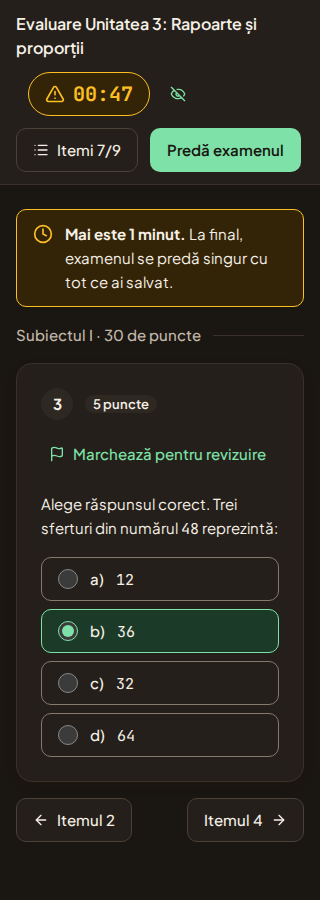 Evaluare Unitatea 3: Rapoarte și
proporții
00:47
Itemi 7/9
Predă examenul
Mai este 1 minut. La final,
examenul se predă singur cu
tot ce ai salvat.
Subiectul I · 30 de puncte
3
5 puncte
Marchează pentru revizuire
Alege răspunsul corect. Trei
sferturi din numărul 48 reprezintă:
a) 12
b) 36
c) 32
d) 64
Itemul 2
Itemul 4